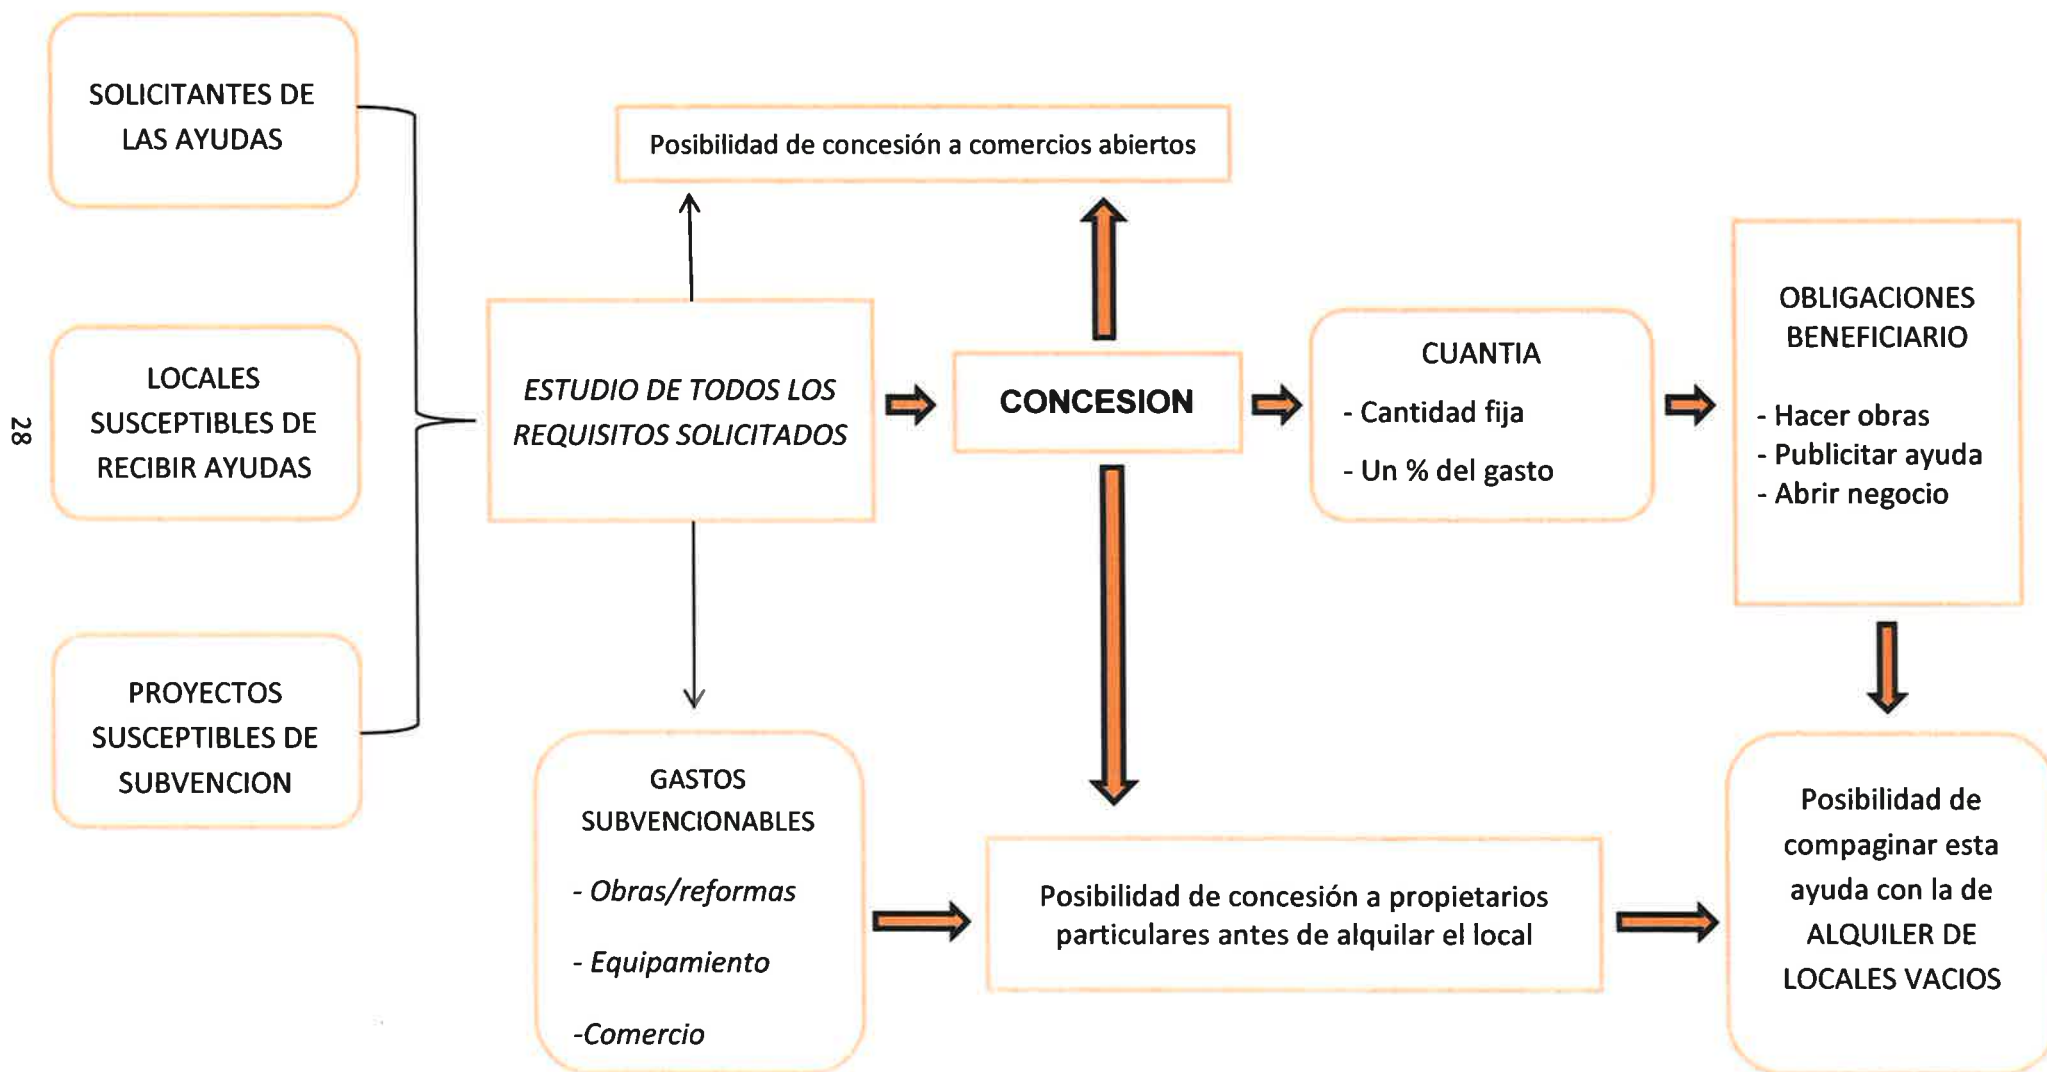 SOLICITANTES DE
LAS AYUDAS
Posibilidad de concesión a comercios abiertos
LOCALES
SUSCEPTIBLES DE
RECIBIR AYUDAS
ESTUDIO DE TODOS LOS
REQUISITOS SOLICITADOS
CONCESION
CUANTIA
- Cantidad fija
- Un % del gasto
OBLIGACIONES
BENEFICIARIO
- Hacer obras
- Publicitar ayuda
- Abrir negocio
28
PROYECTOS
SUSCEPTIBLES DE
SUBVENCION
GASTOS
SUBVENCIONABLES
- Obras/reformas
- Equipamiento
-Comercio
Posibilidad de concesión a propietarios
particulares antes de alquilar el local
Posibilidad de
compaginar esta
ayuda con la de
ALQUILER DE
LOCALES VACIOS